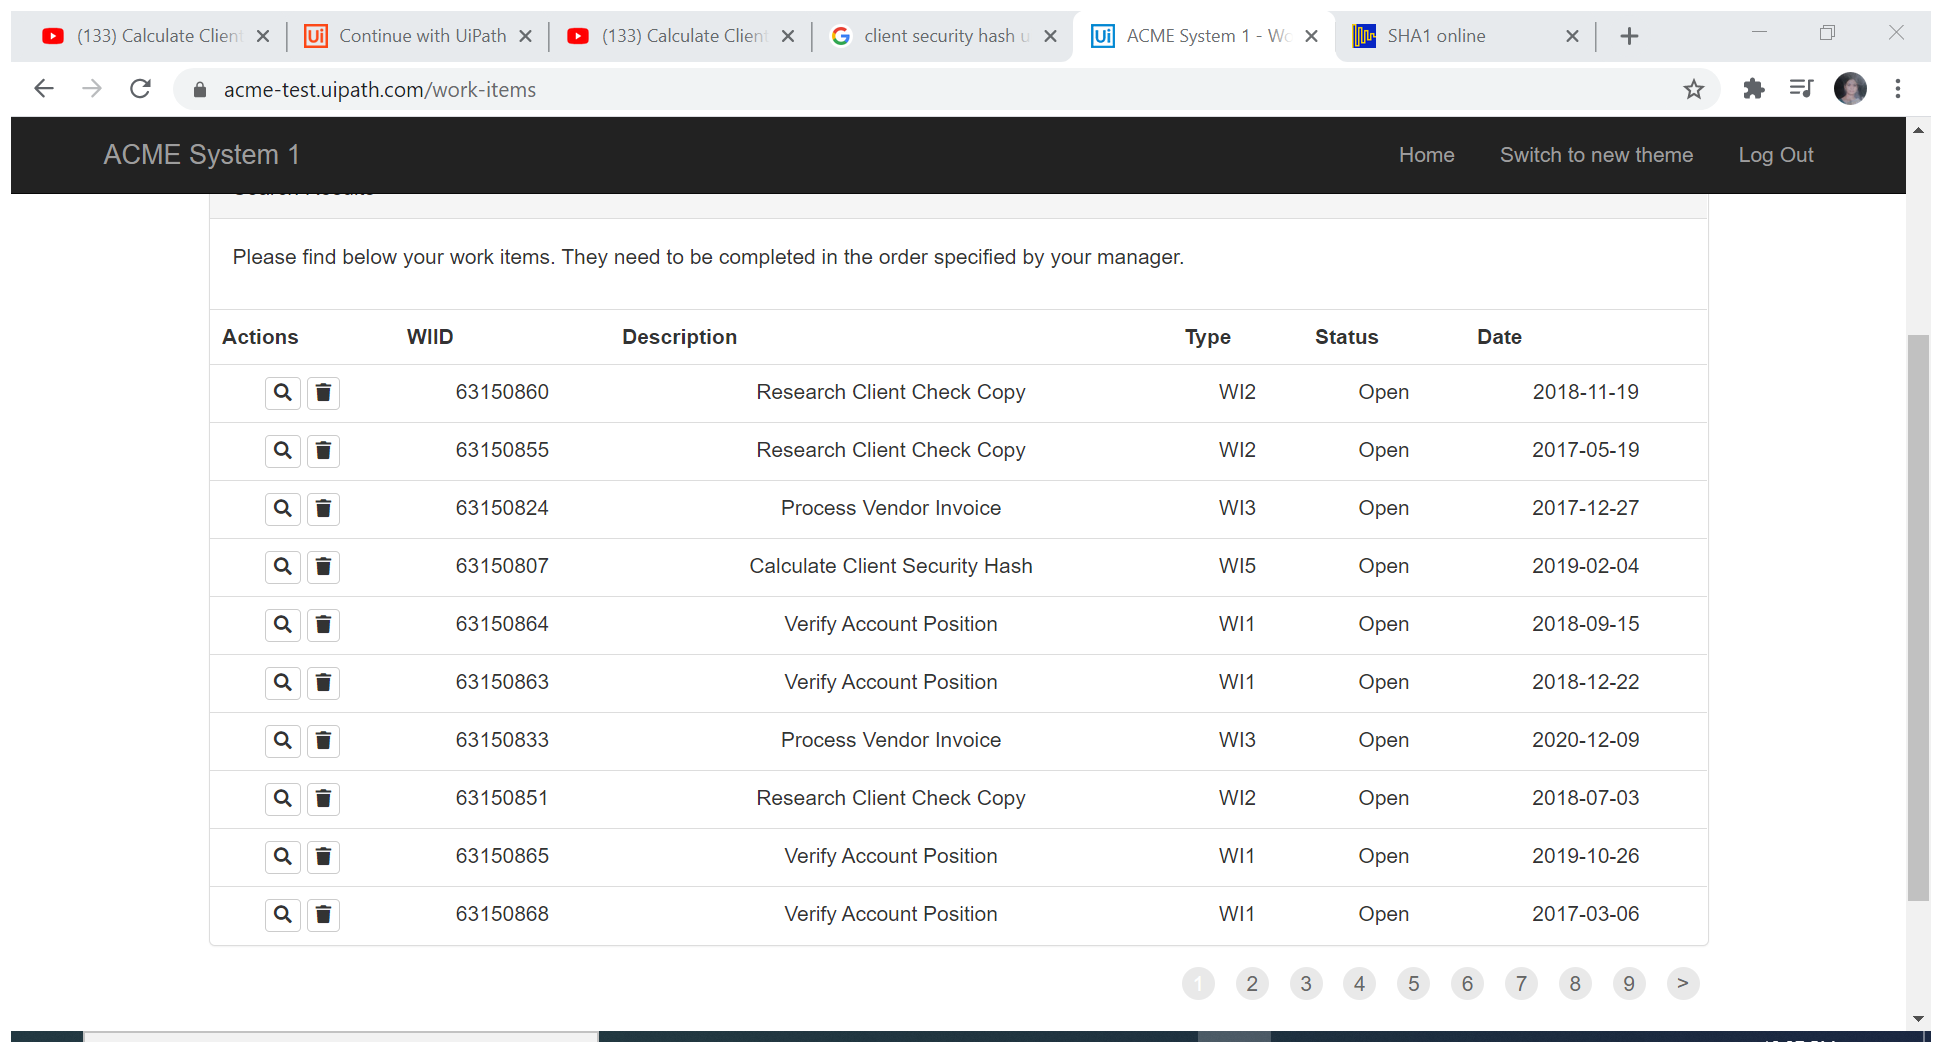 (133) Calculate Client
Ui Continue with UiPath
(133) Calculate Client
client security hash u
Ui ACME System 1 - Wo
SHA1 online
acme-test.uipath.com/work-items
ACME System 1 Home Switch to new theme Log Out
Please find below your work items. They need to be completed in the order specified by your manager.
Actions WIID Description Type Status Date
63150860 Research Client Check Copy WI2 Open 2018-11-19
63150855 Research Client Check Copy WI2 Open 2017-05-19
63150824 Process Vendor Invoice WI3 Open 2017-12-27
63150807 Calculate Client Security Hash WI5 Open 2019-02-04
63150864 Verify Account Position WI1 Open 2018-09-15
63150863 Verify Account Position WI1 Open 2018-12-22
63150833 Process Vendor Invoice WI3 Open 2020-12-09
63150851 Research Client Check Copy WI2 Open 2018-07-03
63150865 Verify Account Position WI1 Open 2019-10-26
63150868 Verify Account Position WI1 Open 2017-03-06
1 2 3 4 5 6 7 8 9 >